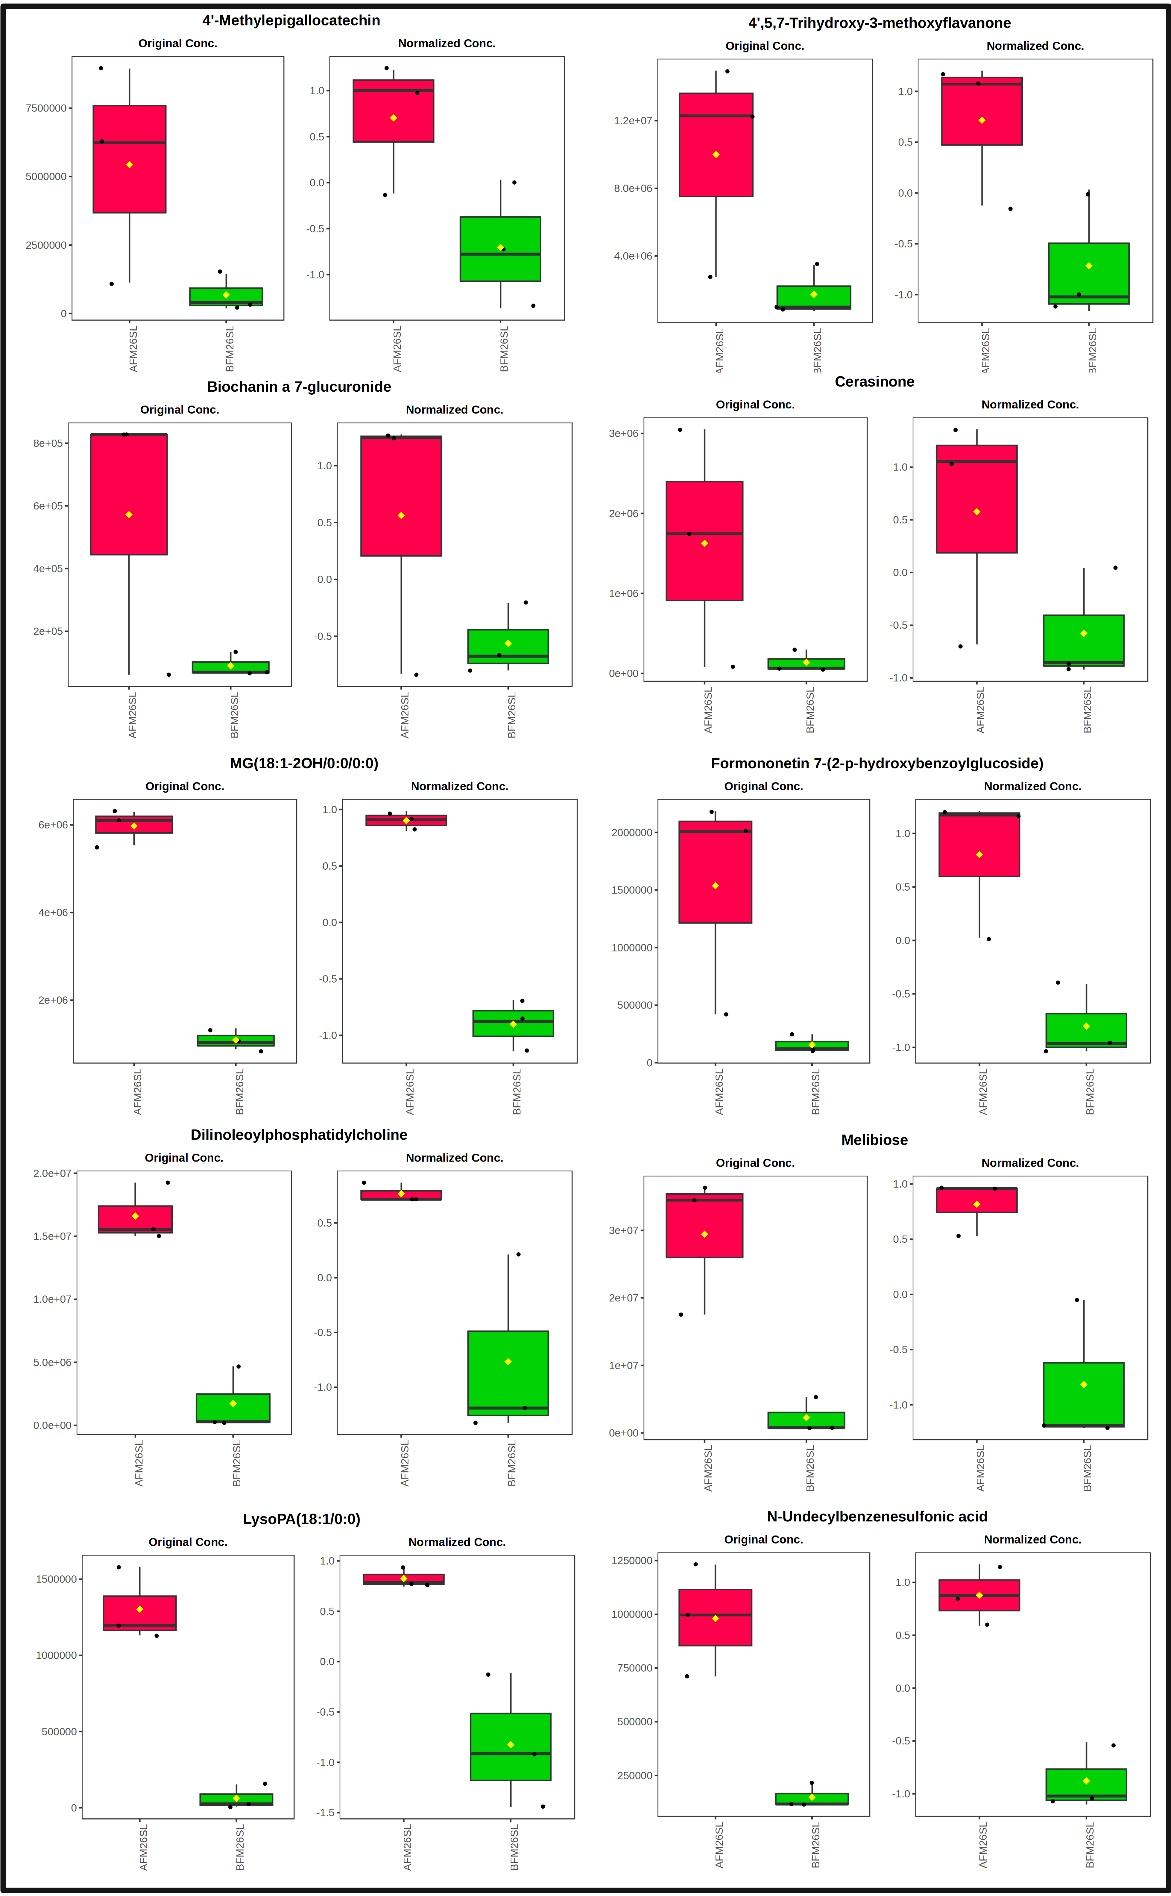 4'-Methylepigallocatechin
Original Conc.
7500000
5000000
2500000
0
AFM26SL
BFM26SL
Normalized Conc.
1.0
0.5
0.0
-0.5
-1.0
AFM26SL
BFM26SL
4',5,7-Trihydroxy-3-methoxyflavanone
Original Conc.
1.2e+07
8.0e+06
4.0e+06
AFM26SL
BFM26SL
Normalized Conc.
1.0
0.5
0.0
-0.5
-1.0
AFM26SL
BFM26SL
Biochanin a 7-glucuronide
Original Conc.
8e+05
6e+05
4e+05
2e+05
AFM26SL
BFM26SL
Normalized Conc.
1.0
0.5
0.0
-0.5
AFM26SL
BFM26SL
Cerasinone
Original Conc.
3e+06
2e+06
1e+06
0e+00
AFM26SL
BFM26SL
Normalized Conc.
1.0
0.5
0.0
-0.5
-1.0
AFM26SL
BFM26SL
MG(18:1-2OH/0:0/0:0)
Original Conc.
6e+06
4e+06
2e+06
AFM26SL
BFM26SL
Normalized Conc.
1.0
0.5
0.0
-0.5
-1.0
AFM26SL
BFM26SL
Formononetin 7-(2-p-hydroxybenzoylglucoside)
Original Conc.
2000000
1500000
1000000
500000
0
AFM26SL
BFM26SL
Normalized Conc.
1.0
0.5
0.0
-0.5
-1.0
AFM26SL
BFM26SL
Dilinoleoylphosphatidylcholine
Original Conc.
2.0e+07
1.5e+07
1.0e+07
5.0e+06
0.0e+00
AFM26SL
BFM26SL
Normalized Conc.
0.5
0.0
-0.5
-1.0
AFM26SL
BFM26SL
Melibiose
Original Conc.
3e+07
2e+07
1e+07
0e+00
AFM26SL
BFM26SL
Normalized Conc.
1.0
0.5
0.0
-0.5
-1.0
AFM26SL
BFM26SL
LysoPA(18:1/0:0)
Original Conc.
1500000
1000000
500000
0
AFM26SL
BFM26SL
Normalized Conc.
1.0
0.5
0.0
-0.5
-1.0
-1.5
AFM26SL
BFM26SL
N-Undecylbenzenesulfonic acid
Original Conc.
1250000
1000000
750000
500000
250000
AFM26SL
BFM26SL
Normalized Conc.
1.0
0.5
0.0
-0.5
-1.0
AFM26SL
BFM26SL